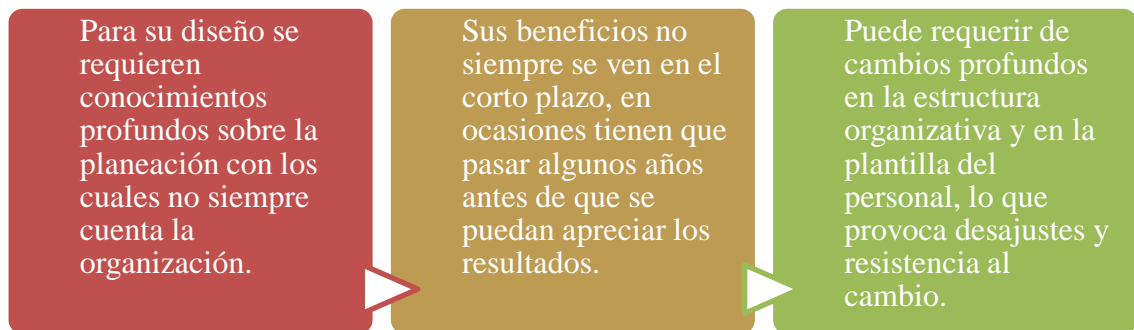 Para su diseño se
requieren
conocimientos
profundos sobre la
planeación con los
cuales no siempre
cuenta la
organización.
Sus beneficios no
siempre se ven en el
corto plazo, en
ocasiones tienen que
pasar algunos años
antes de que se
puedan apreciar los
resultados.
Puede requerir de
cambios profundos
en la estructura
organizativa y en la
plantilla del
personal, lo que
provoca desajustes y
resistencia al
cambio.